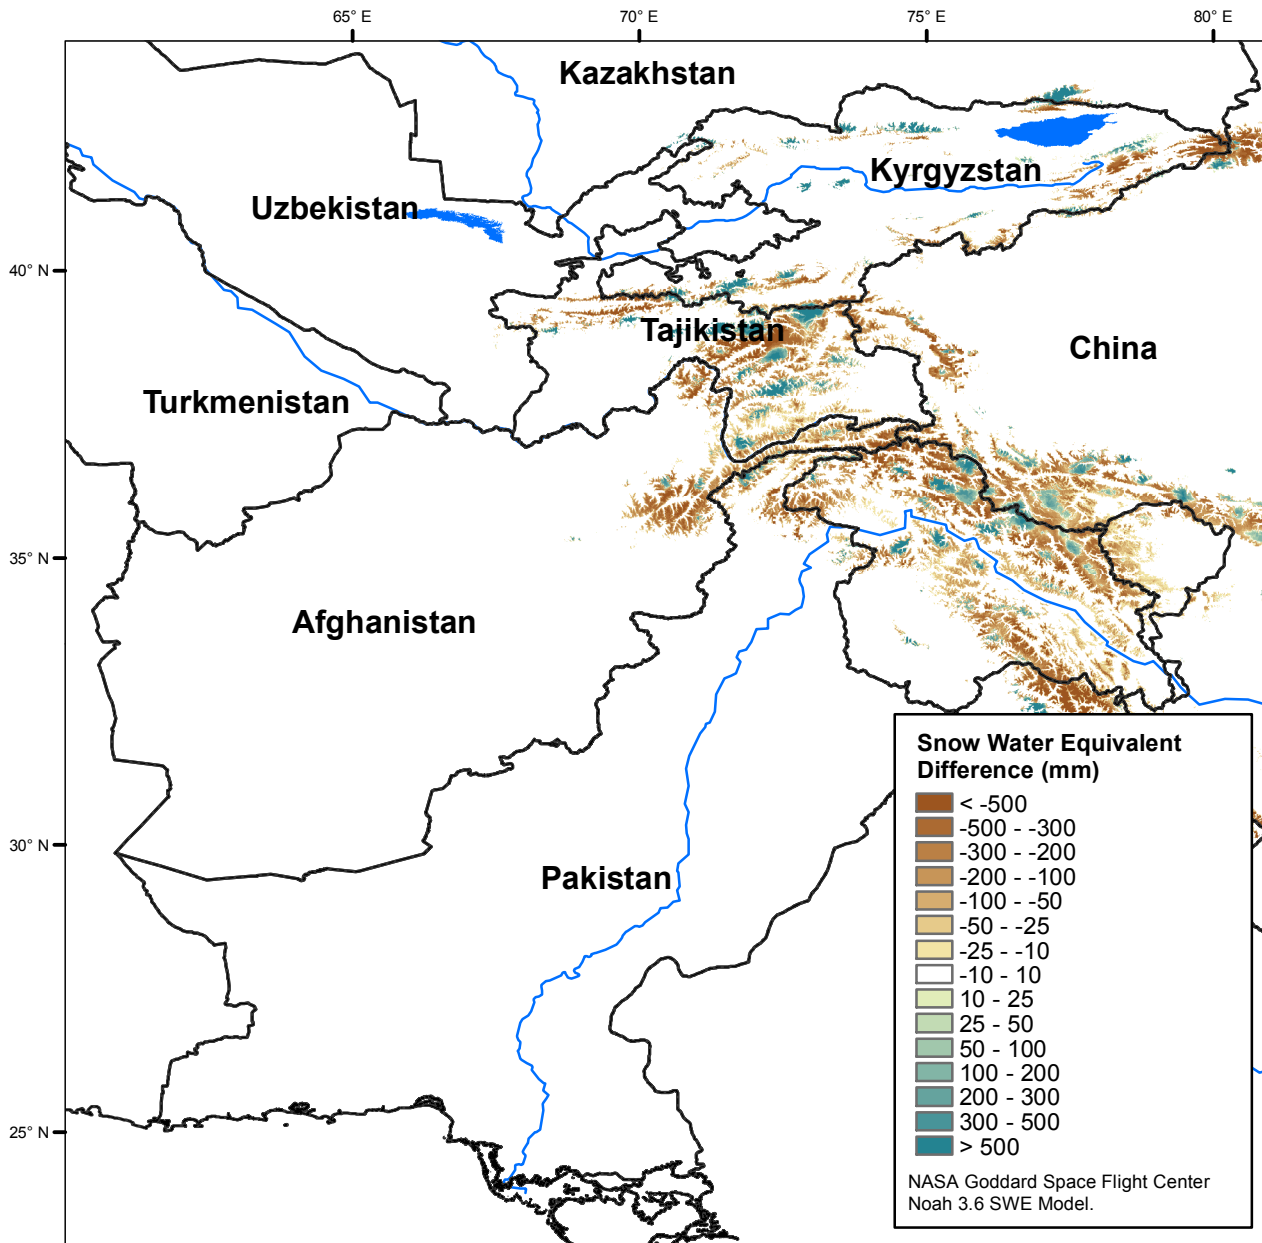 65° E
70° E
75° E
80° E
Kazakhstan
Kyrgyzstan
Uzbekistan
40° N
Tajikistan
China
Turkmenistan
35° N
Afghanistan
30° N
Pakistan
25° N
Snow Water Equivalent
Difference (mm)
< -500
-500 - -300
-300 - -200
-200 - -100
-100 - -50
-50 - -25
-25 - -10
-10 - 10
10 - 25
25 - 50
50 - 100
100 - 200
200 - 300
300 - 500
> 500
NASA Goddard Space Flight Center
Noah 3.6 SWE Model.